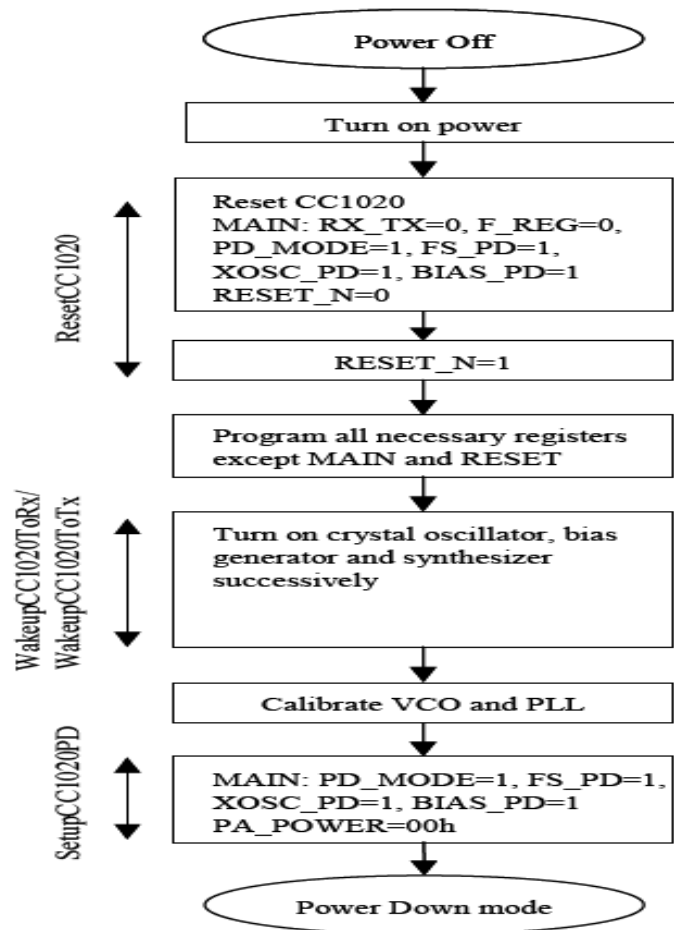 Power Off
Turn on power
Reset CC1020
MAIN: RX_TX=0, F_REG=0,
PD_MODE=1, FS_PD=1,
XOSC_PD=1, BIAS_PD=1
RESET_N=0
ResetCC1020
RESET_N=1
Program all necessary registers
except MAIN and RESET
WakeupCC1020ToRx/
WakeupCC1020ToTx
Turn on crystal oscillator, bias
generator and synthesizer
successively
Calibrate VCO and PLL
SetupCC1020PD
MAIN: PD_MODE=1, FS_PD=1,
XOSC_PD=1, BIAS_PD=1
PA_POWER=00h
Power Down mode